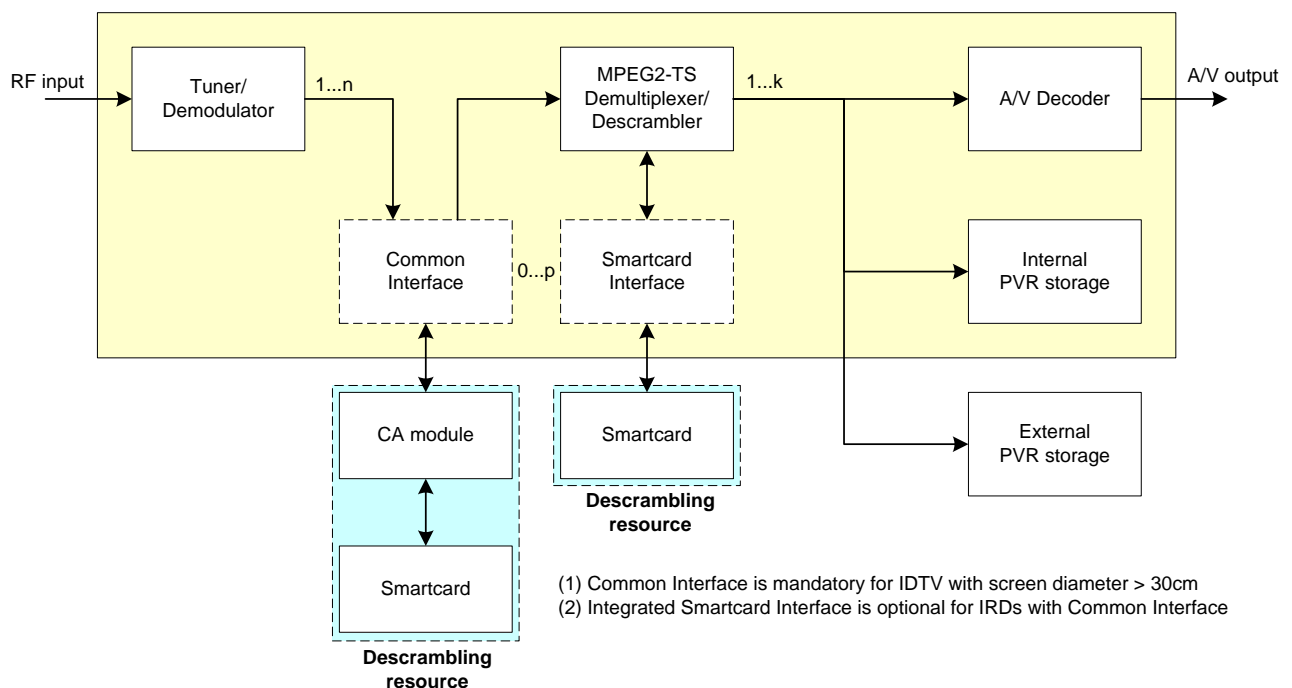 RF input
Tuner/
Demodulator
1...n
MPEG2-TS
Demultiplexer/
Descrambler
1...k
A/V Decoder
A/V output
Common
Interface
0...p
Smartcard
Interface
Internal
PVR storage
CA module
Smartcard
External
PVR storage
Descrambling
resource
Smartcard
(1) Common Interface is mandatory for IDTV with screen diameter > 30cm
(2) Integrated Smartcard Interface is optional for IRDs with Common Interface
Descrambling
resource